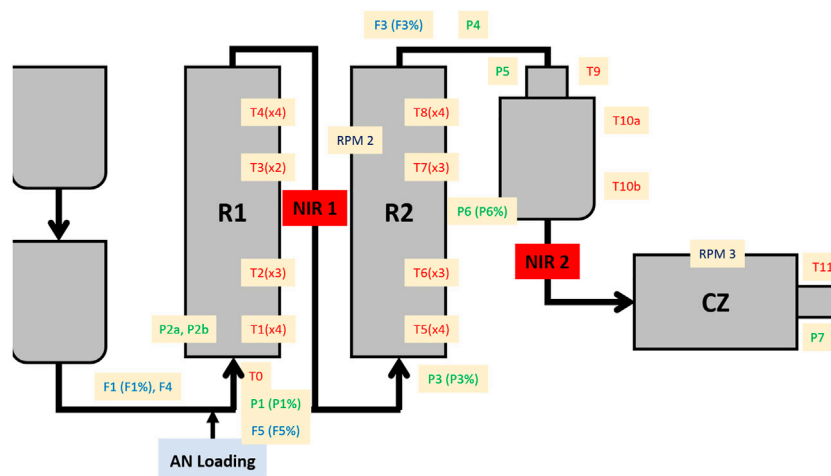 F3 (F3%)
P4
P5
T9
T4(x4)
T8(x4)
T10a
RPM 2
T3(x2)
T7(x3)
T10b
R1
NIR 1
R2
P6 (P6%)
NIR 2
RPM 3
T2(x3)
T6(x3)
T11
CZ
P2a, P2b
T1(x4)
T5(x4)
P7
T0
P3 (P3%)
F1 (F1%), F4
P1 (P1%)
F5 (F5%)
AN Loading